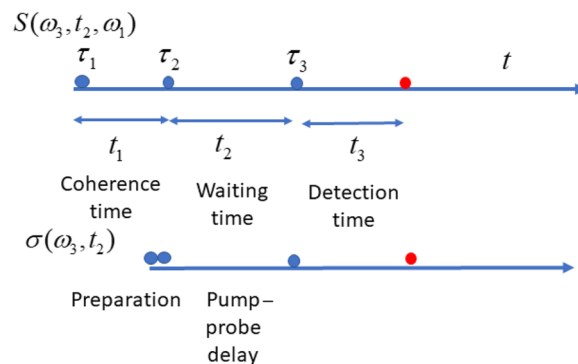 S(ω₃, t₂, ω₁)
τ₁ τ₂ τ₃ t
t₁ t₂ t₃
Coherence time
Waiting time
Detection time
σ(ω₃, t₂)
Preparation
Pump–probe delay